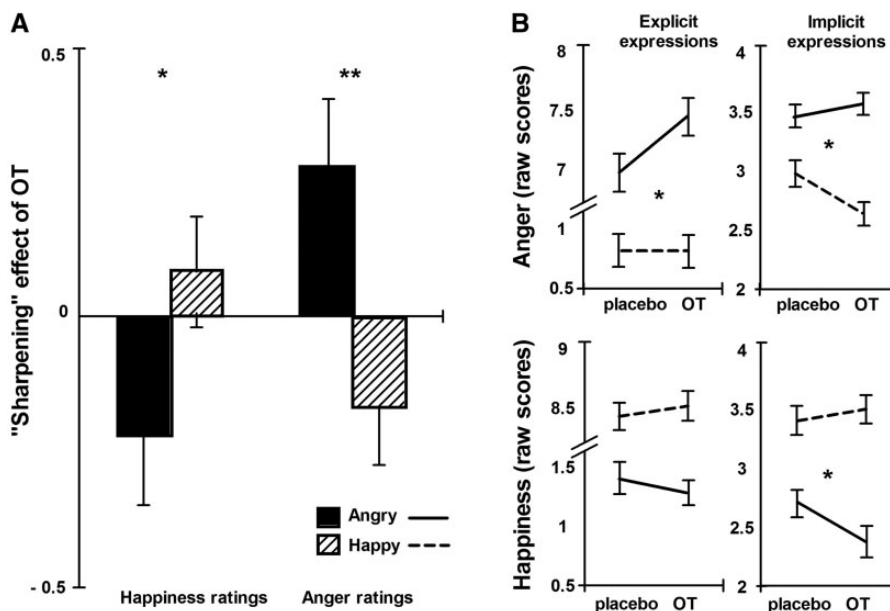 A
0.5
*
**
"Sharpening" effect of OT
0
Angry
Happy
- 0.5
Happiness ratings
Anger ratings
B
Explicit
expressions
Implicit
expressions
Anger (raw scores)
8
7.5
7
1
0.5
*
placebo OT
4
3.5
3
2.5
2
*
placebo OT
Happiness (raw scores)
9
8.5
1.5
1
0.5
placebo OT
4
3.5
3
2.5
2
*
placebo OT